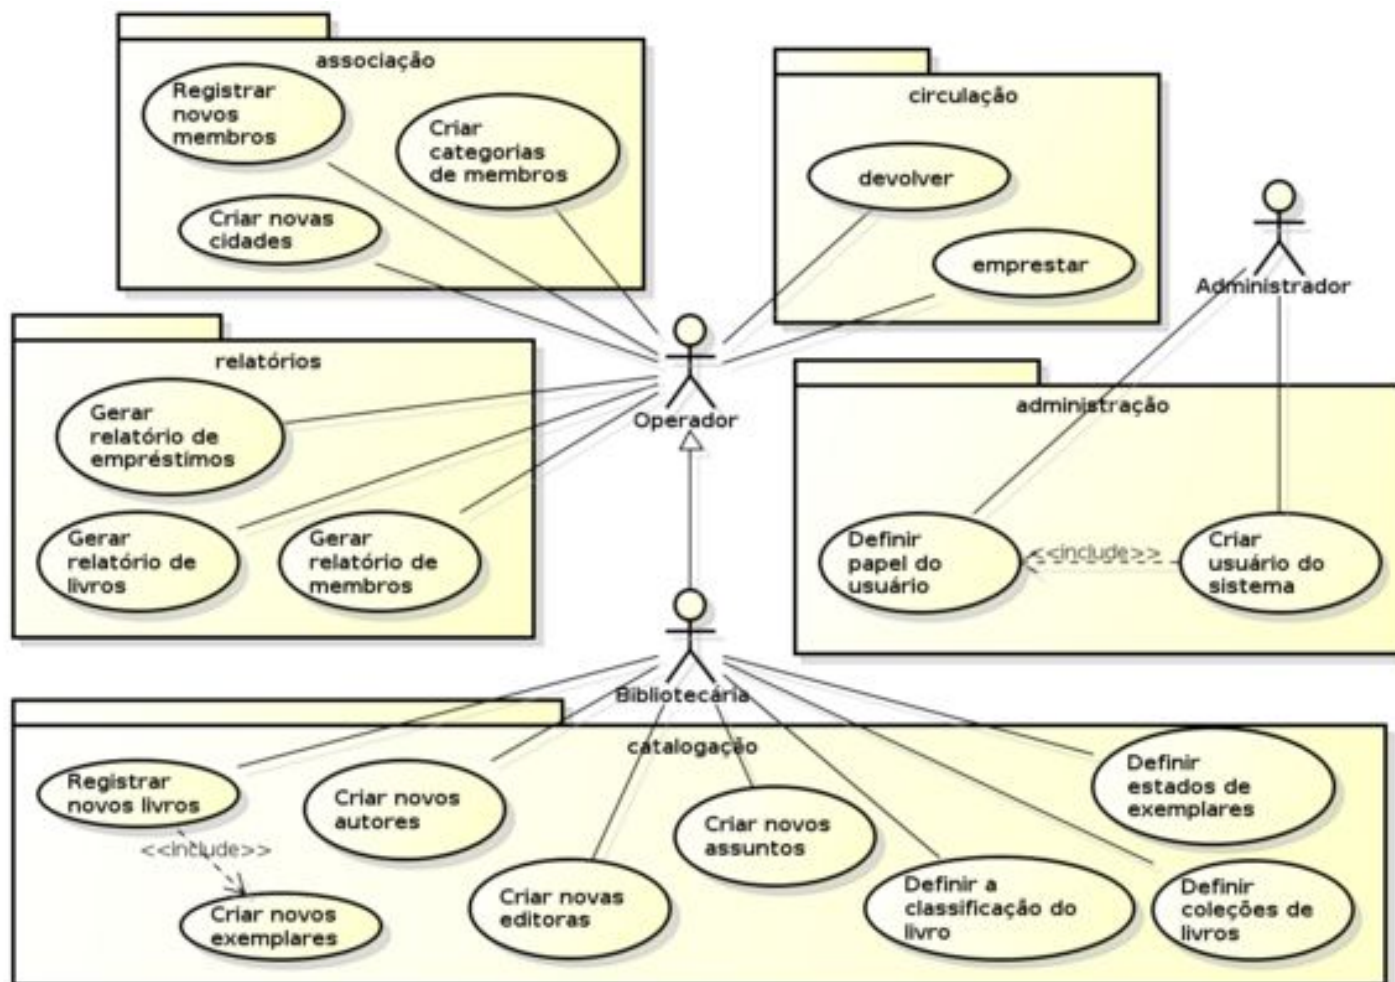 associação
Registrar
novos
membros
Criar
categorias
de membros
Criar novas
cidades
circulação
devolver
emprestar
Administrador
relatórios
Gerar
relatório de
empréstimos
Gerar
relatório de
livros
Gerar
relatório de
membros
Operador
administração
Definir
papel do
usuário
<<include>>
Criar
usuário do
sistema
Bibliotecária
catalogação
Registrar
novos livros
<<include>>
Criar novos
exemplares
Criar novos
autores
Criar novas
editoras
Criar novos
assuntos
Definir a
classificação do
livro
Definir
estados de
exemplares
Definir
coleções de
livros